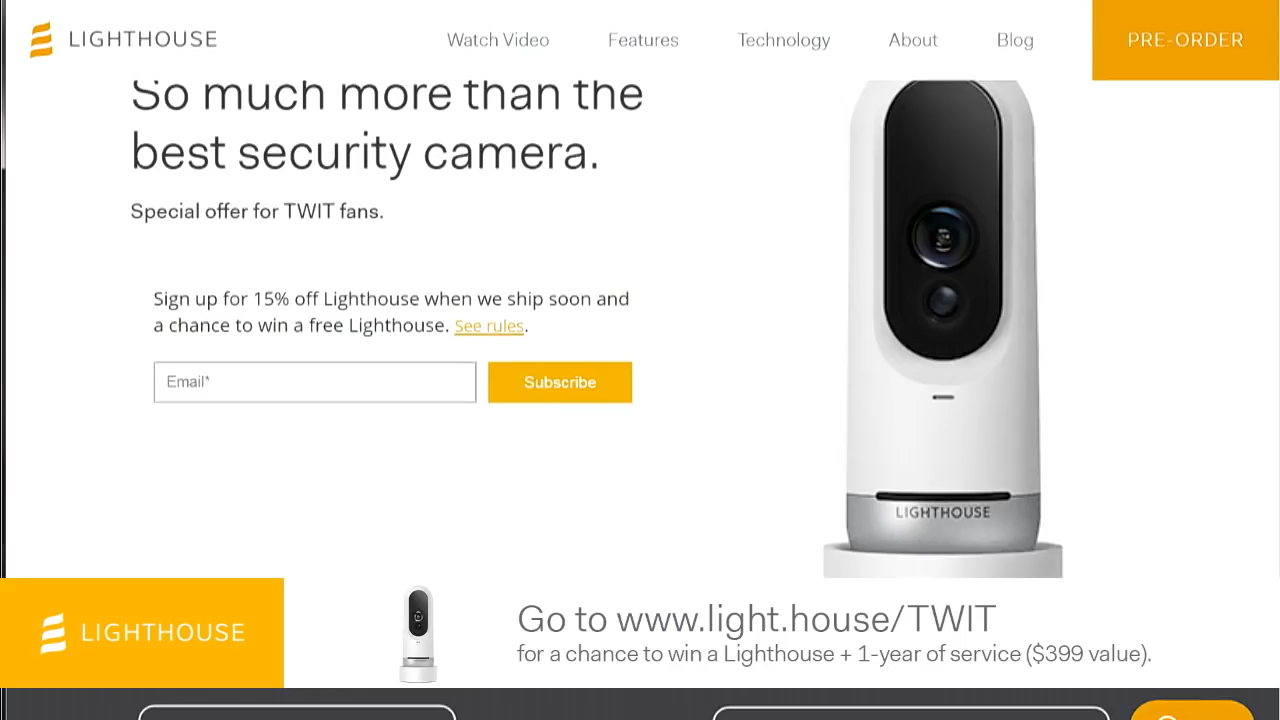 LIGHTHOUSE
Watch Video
Features
Technology
About
Blog
PRE-ORDER
So much more than the
best security camera.
Special offer for TWIT fans.
Sign up for 15% off Lighthouse when we ship soon and
a chance to win a free Lighthouse. See rules.
Email*
Subscribe
LIGHTHOUSE
LIGHTHOUSE
Go to www.light.house/TWIT
for a chance to win a Lighthouse + 1-year of service ($399 value).